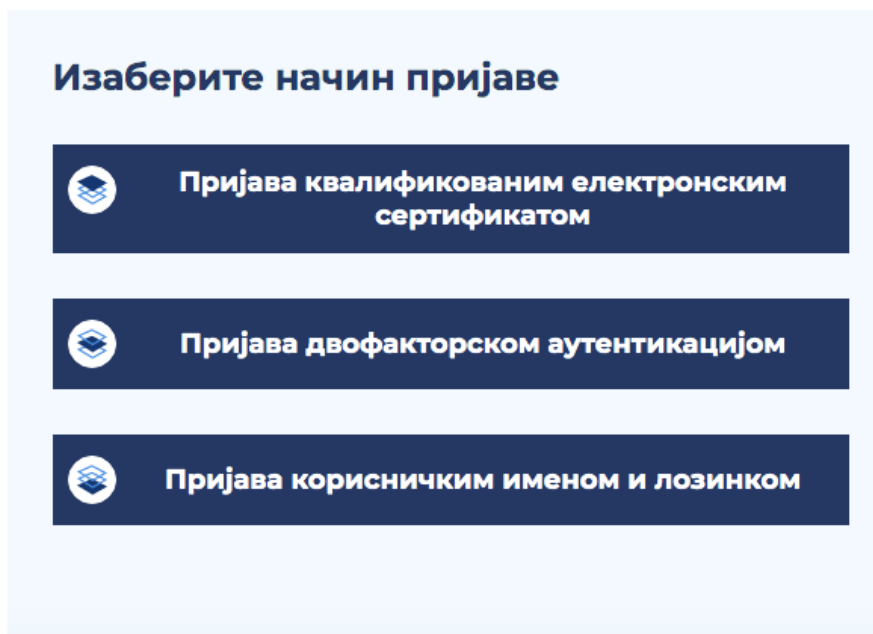 Изаберите начин пријаве
Пријава квалификованим електронским
сертификатом
Пријава двофакторском аутентикацијом
Пријава корисничким именом и лозинком